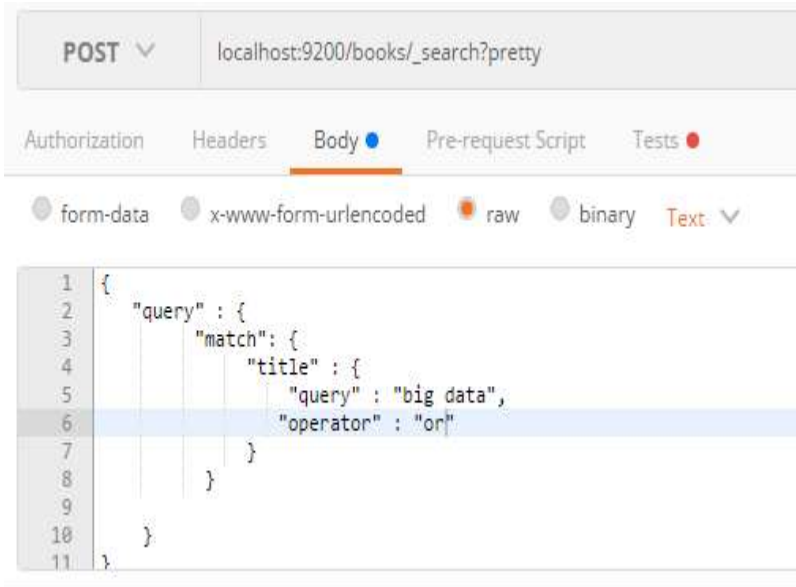 POST localhost:9200/books/_search?pretty
Authorization Headers Body Pre-request Script Tests
form-data x-www-form-urlencoded raw binary Text
1 {
2 "query" : {
3 "match": {
4 "title" : {
5 "query" : "big data",
6 "operator" : "or"
7 }
8 }
9
10 }
11 }